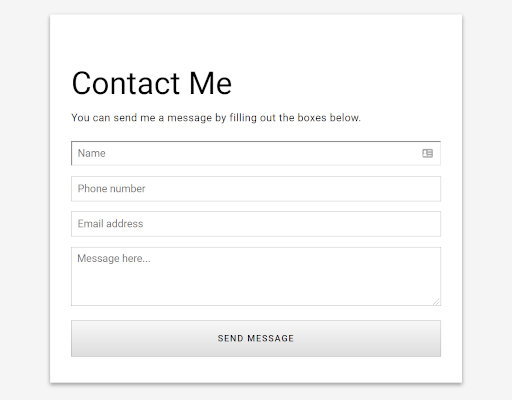 Contact Me
You can send me a message by filling out the boxes below.
Name
Phone number
Email address
Message here...
SEND MESSAGE